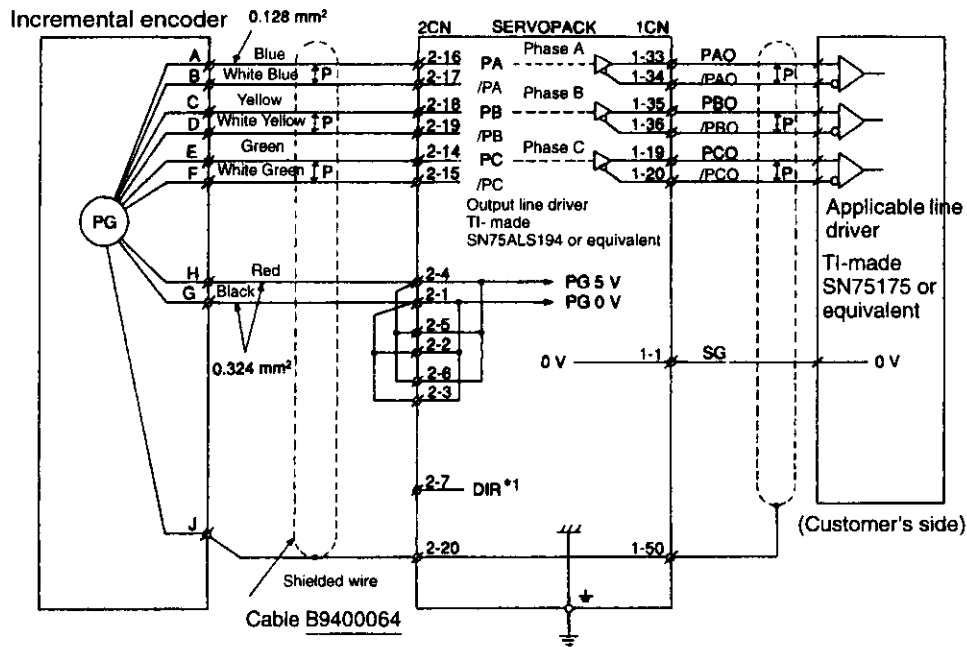 Incremental encoder
0.128 mm²
2CN SERVOPACK 1CN
A Blue 2-16 PA Phase A 1-33 PAO
B White Blue P 2-17 /PA 1-34 /PAO P
C Yellow 2-18 PB Phase B 1-35 PBO
D White Yellow P 2-19 /PB 1-36 /PBO P
E Green 2-14 PC Phase C 1-19 PCO
F White Green P 2-15 /PC 1-20 /PCO P
PG
Output line driver
TI- made
SN75ALS194 or equivalent
Applicable line
driver
TI-made
SN75175 or
equivalent
H Red 2-4 PG 5 V
G Black 2-1 PG 0 V
2-5
2-2
0.324 mm²
2-6
2-3
0 V 1-1 SG 0 V
2-7 DIR*1
(Customer's side)
J
2-20 1-50
Shielded wire
Cable B9400064